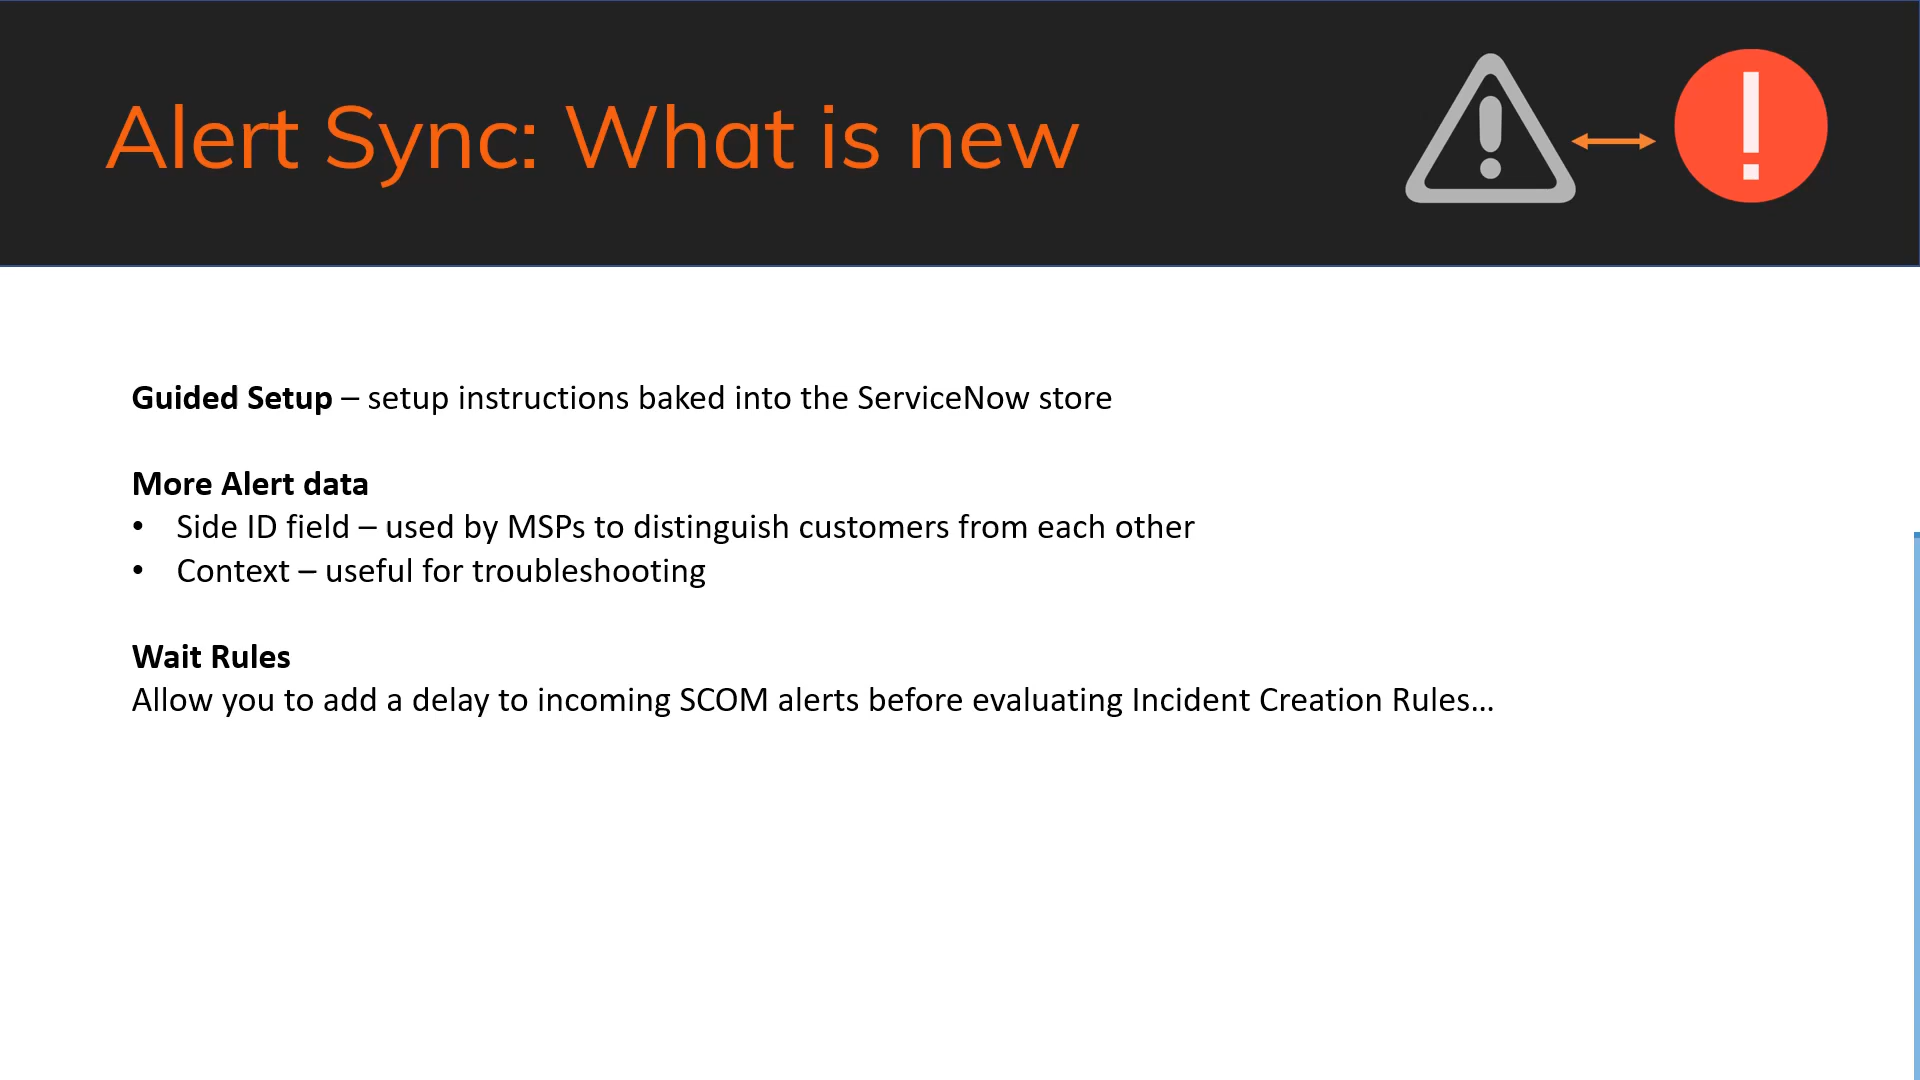 Alert Sync: What is new
Guided Setup – setup instructions baked into the ServiceNow store
More Alert data
• Side ID field – used by MSPs to distinguish customers from each other
• Context – useful for troubleshooting
Wait Rules
Allow you to add a delay to incoming SCOM alerts before evaluating Incident Creation Rules…